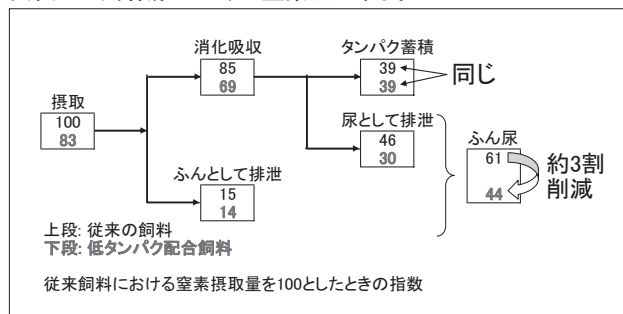 消化吸収
85
69
タンパク蓄積
39
39
同じ
摂取
100
83
尿として排泄
46
30
ふん尿
61
44
約3割
削減
ふんとして排泄
15
14
上段: 従来の飼料
下段: 低タンパク配合飼料
従来飼料における窒素摂取量を100としたときの指数